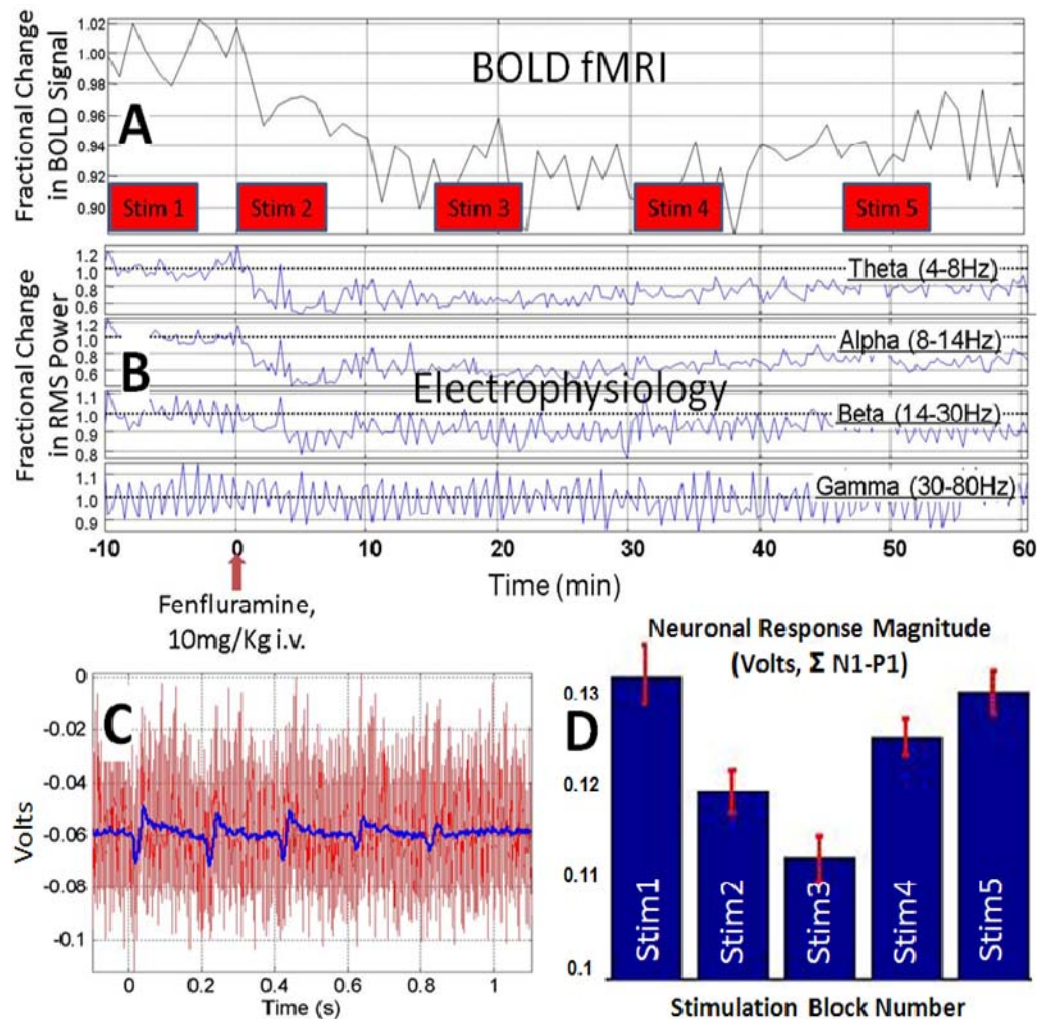 Fractional Change
in BOLD Signal
1.02
1.00
0.98
0.96
0.94
0.92
0.90
A
BOLD fMRI
Stim 1
Stim 2
Stim 3
Stim 4
Stim 5
Fractional Change
in RMS Power
B
Electrophysiology
1.2
1.0
0.8
0.6
Theta (4-8Hz)
1.2
1.0
0.8
0.6
Alpha (8-14Hz)
1.1
1.0
0.9
0.8
Beta (14-30Hz)
1.1
1.0
0.9
Gamma (30-80Hz)
-10 0 10 20 30 40 50 60
Time (min)
Fenfluramine,
10mg/Kg i.v.
C
Volts
0
-0.02
-0.04
-0.06
-0.08
-0.1
0 0.2 0.4 0.6 0.8 1
Time (s)
Neuronal Response Magnitude
(Volts, Σ N1-P1)
D
0.13
0.12
0.11
0.1
Stim1
Stim2
Stim3
Stim4
Stim5
Stimulation Block Number